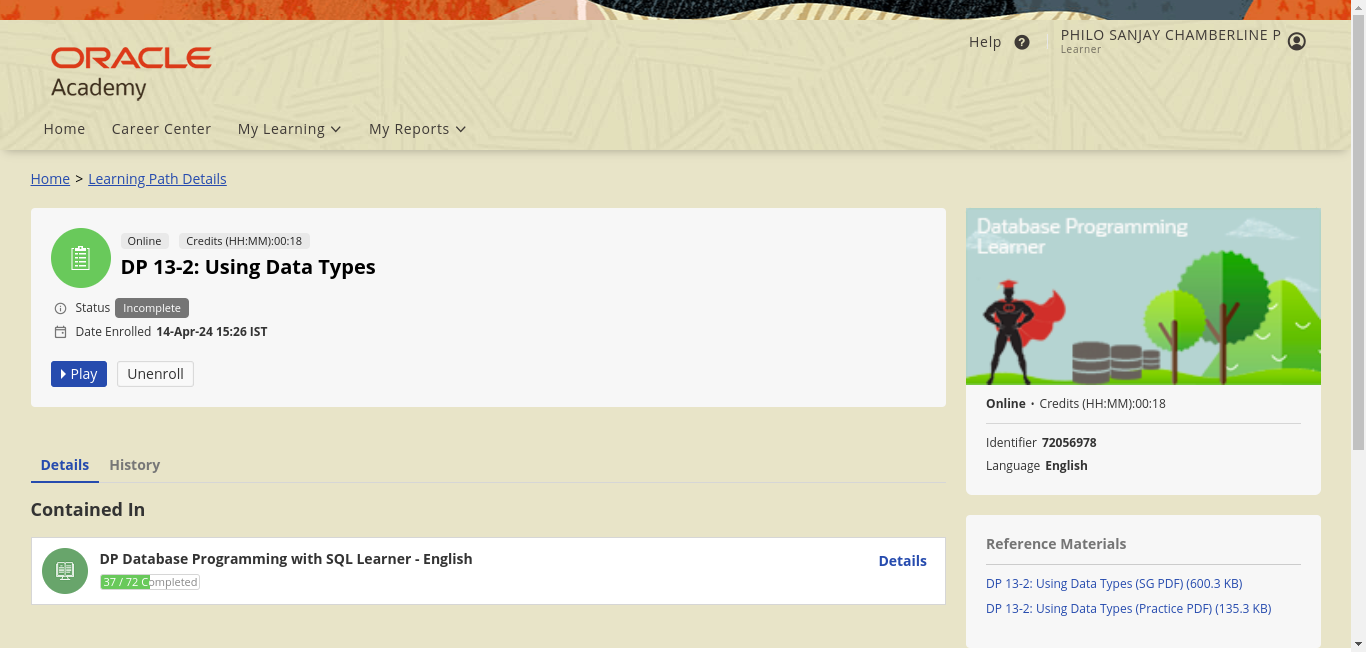 ORACLE
Academy
Help ?
PHILO SANJAY CHAMBERLINE P
Learner
Home Career Center My Learning My Reports
Home > Learning Path Details
Online Credits (HH:MM):00:18
DP 13-2: Using Data Types
Status Incomplete
Date Enrolled 14-Apr-24 15:26 IST
Play Unenroll
Details History
Contained In
DP Database Programming with SQL Learner - English
37 / 72 Completed
Details
Database Programming
Learner
Online • Credits (HH:MM):00:18
Identifier 72056978
Language English
Reference Materials
DP 13-2: Using Data Types (SG PDF) (600.3 KB)
DP 13-2: Using Data Types (Practice PDF) (135.3 KB)